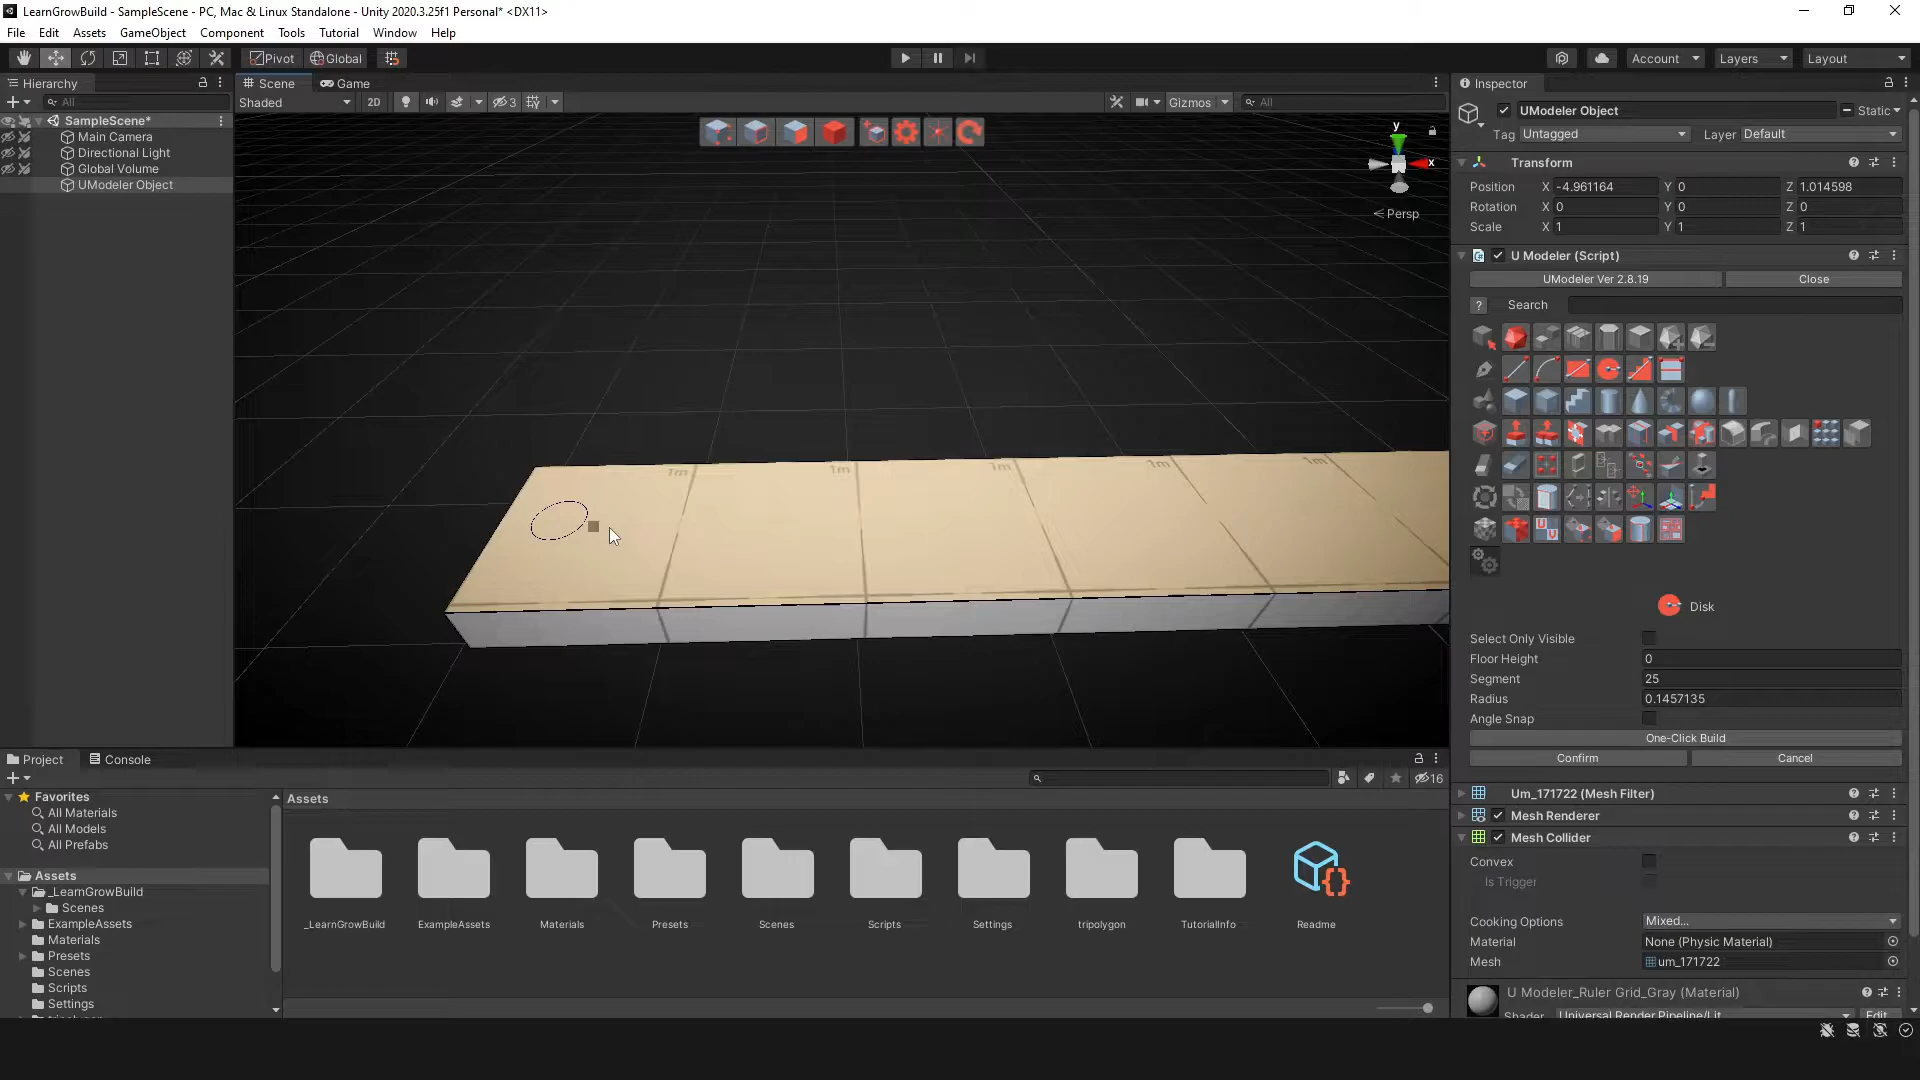 LearnGrowBuild - SampleScene - PC, Mac & Linux Standalone - Unity 2020.3.25f1 Personal* <DX11>
File Edit Assets GameObject Component Tools Tutorial Window Help
Pivot Global Account Layers Layout
Hierarchy Scene Game Inspector
All Shaded 2D 3 Gizmos All
SampleScene*
Main Camera
Directional Light
Global Volume
UModeler Object
y
x
Persp
1m 1m 1m 1m 1m
UModeler Object Static
Tag Untagged Layer Default
Transform
Position X -4.961164 Y 0 Z 1.014598
Rotation X 0 Y 0 Z 0
Scale X 1 Y 1 Z 1
U Modeler (Script)
UModeler Ver 2.8.19 Close
? Search
Disk
Select Only Visible
Floor Height 0
Segment 25
Radius 0.1457135
Angle Snap
One-Click Build
Confirm Cancel
Um_171722 (Mesh Filter)
Mesh Renderer
Mesh Collider
Convex
Is Trigger
Cooking Options Mixed...
Material None (Physic Material)
Mesh um_171722
U Modeler_Ruler Grid_Gray (Material)
Shader Universal Render Pipeline/Lit Edit
Project Console
16
Favorites
All Materials
All Models
All Prefabs
Assets
_LearnGrowBuild
Scenes
ExampleAssets
Materials
Presets
Scenes
Scripts
Settings
Assets
_LearnGrowBuild ExampleAssets Materials Presets Scenes Scripts Settings tripolygon TutorialInfo Readme